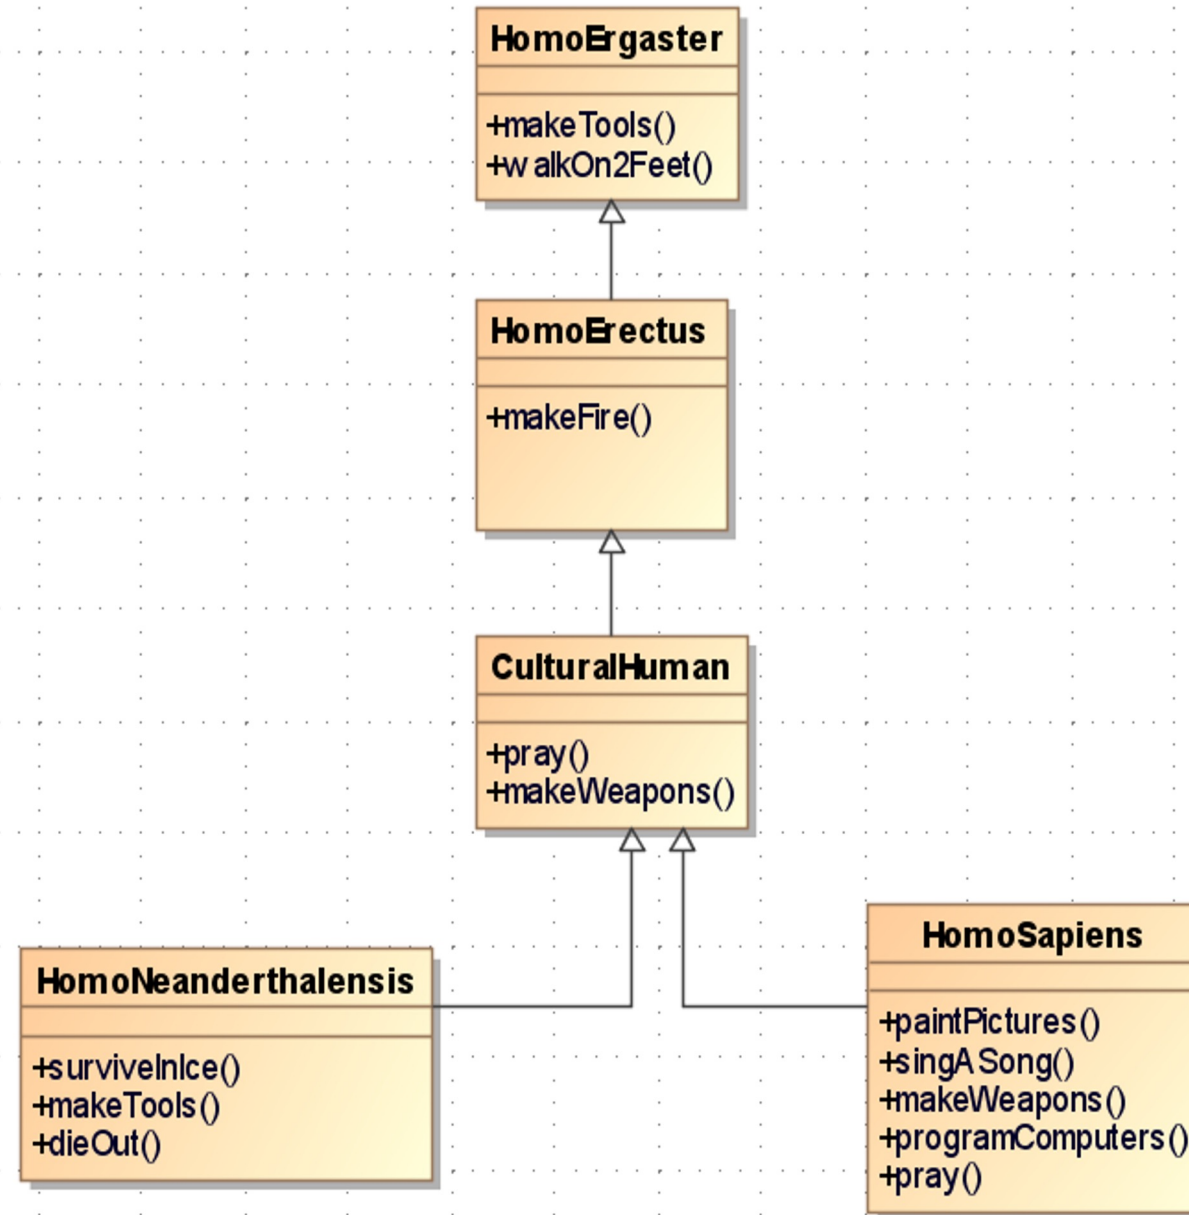 HomoErgaster
+makeTools()
+walkOn2Feet()
HomoErectus
+makeFire()
CulturalHuman
+pray()
+makeWeapons()
HomoNeanderthalensis
+surviveInIce()
+makeTools()
+dieOut()
HomoSapiens
+paintPictures()
+singASong()
+makeWeapons()
+programComputers()
+pray()